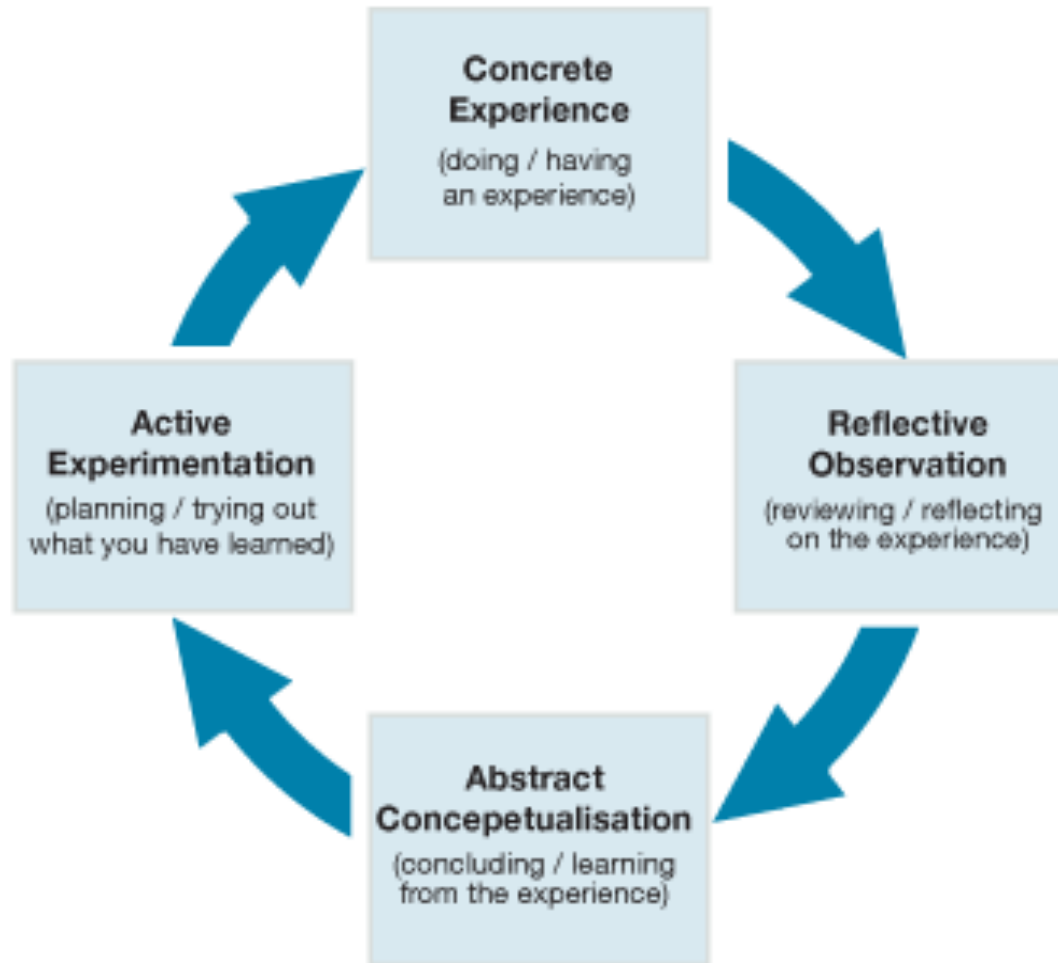 Concrete
Experience
(doing / having
an experience)
Active
Experimentation
(planning / trying out
what you have learned)
Reflective
Observation
(reviewing / reflecting
on the experience)
Abstract
Concepetualisation
(concluding / learning
from the experience)